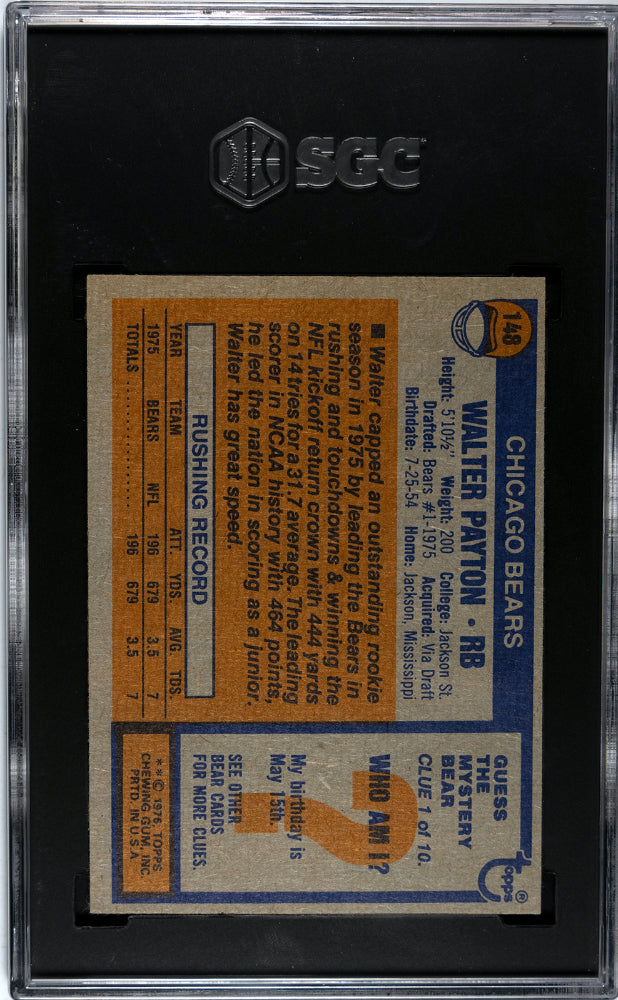 SGC
148
CHICAGO BEARS
WALTER PAYTON • RB
Height: 5'10½" Weight: 200 College: Jackson St.
Drafted: Bears #1-1975 Acquired: Via Draft
Birthdate: 7-25-54 Home: Jackson, Mississippi
■ Walter capped an outstanding rookie
season in 1975 by leading the Bears in
rushing and touchdowns & winning the
NFL kickoff return crown with 444 yards
on 14 tries for a 31.7 average. The leading
scorer in NCAA history with 464 points,
he led the nation in scoring as a junior.
Walter has great speed.
RUSHING RECORD
YEAR TEAM ATT. YDS. AVG. TDS.
1975 BEARS NFL 196 679 3.5 7
TOTALS .................. 196 679 3.5 7
GUESS
THE
MYSTERY
BEAR
CLUE 1 of 10.
topps®
?
WHO AM I?
My birthday is
May 15th.
SEE OTHER
BEAR CARDS
FOR MORE CLUES.
**© 1976 TOPPS
CHEWING GUM, INC.
PRTD. IN U.S.A